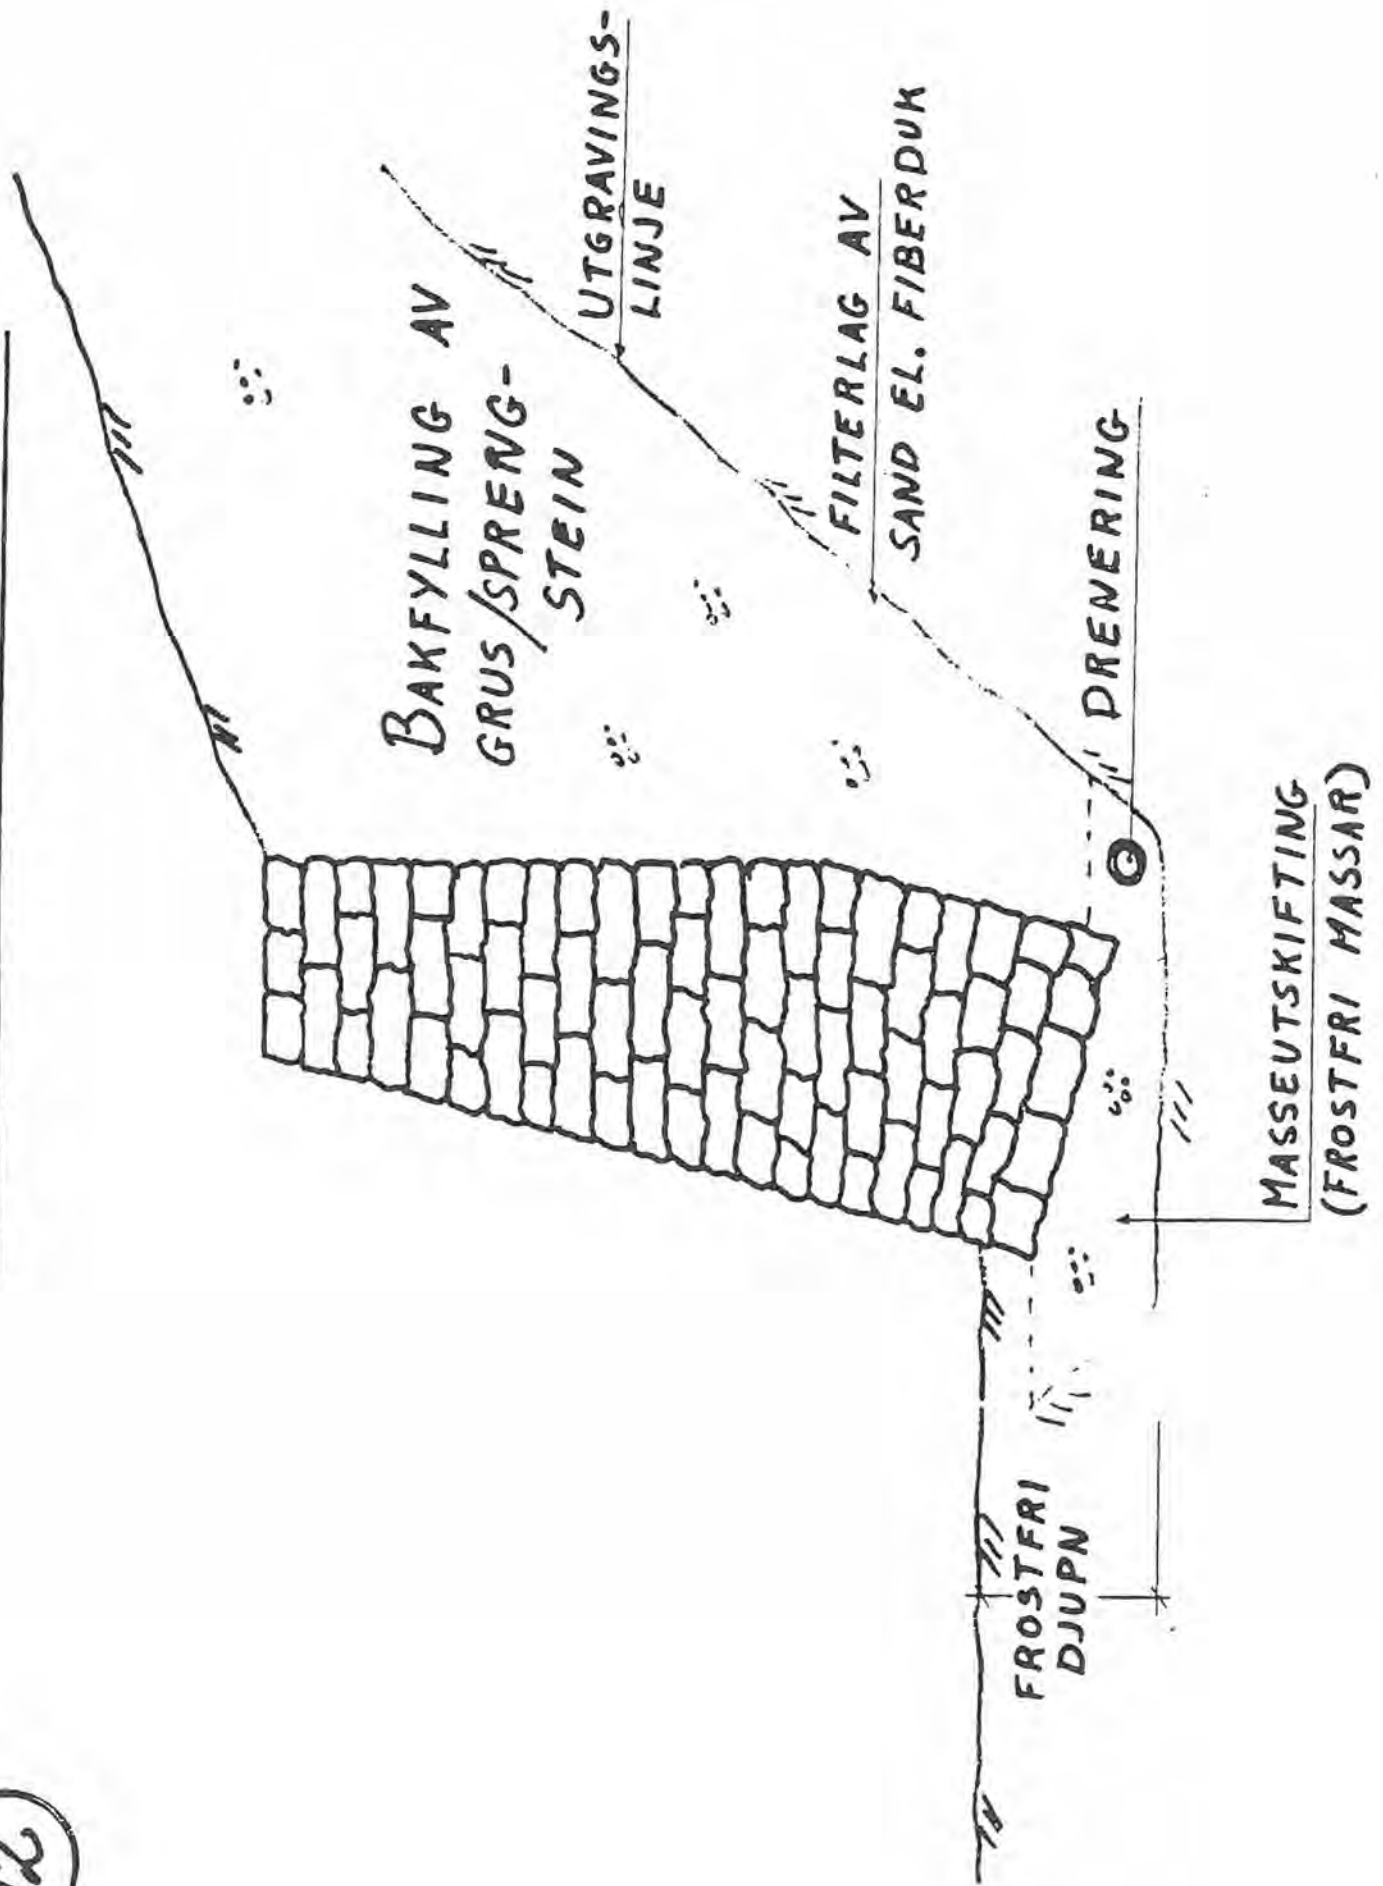 BAKFYLLING AV
GRUS/SPRENG-
STEIN
UTGRAVINGS-
LINJE
FILTERLAG AV
SAND EL. FIBERDUK
DRENERING
FROSTFRI
DJUPN
MASSEUTSKIFTING
(FROSTFRI MASSAR)